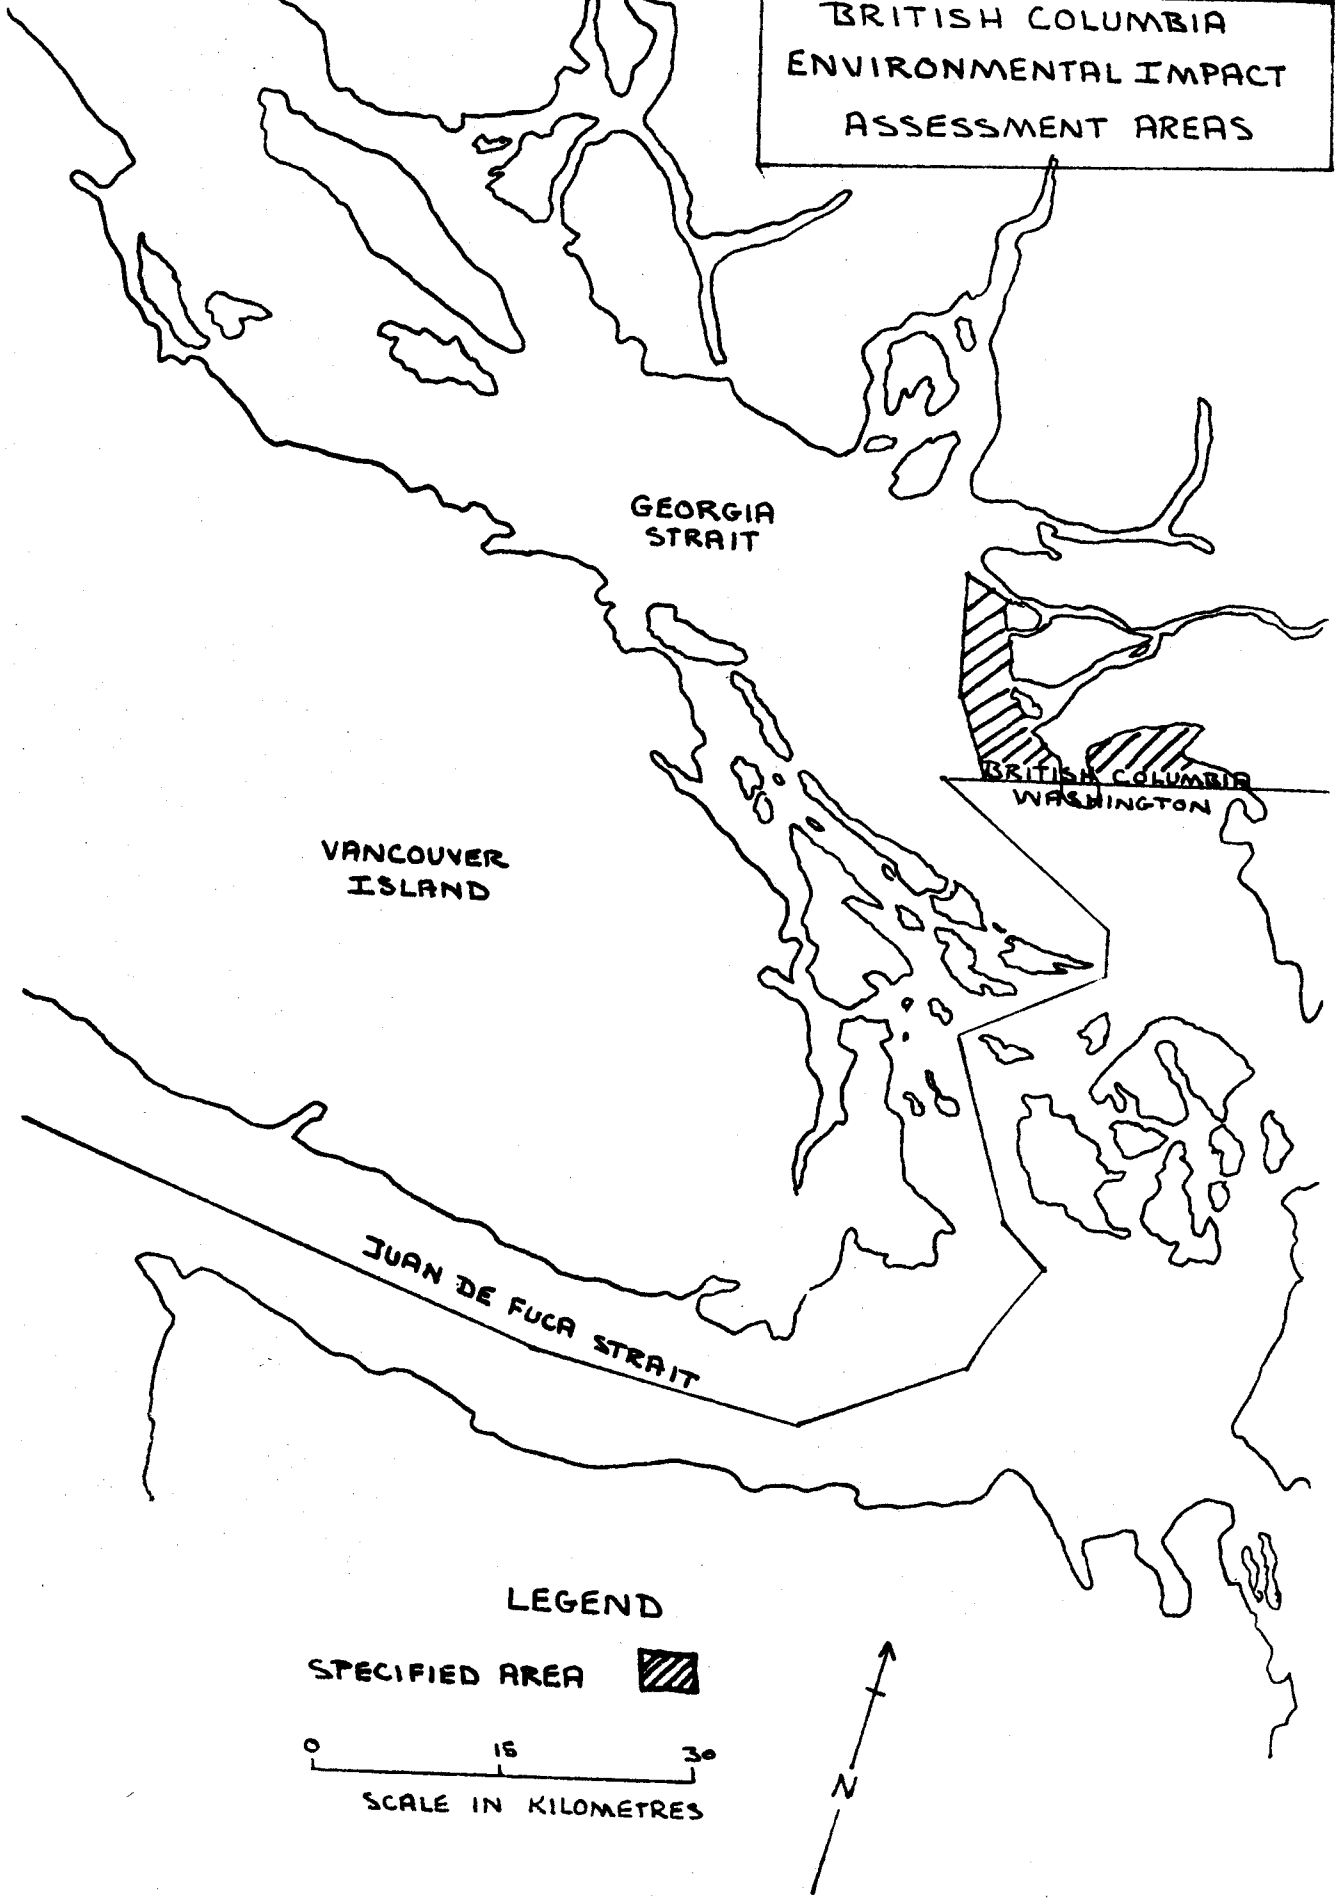 BRITISH COLUMBIA
ENVIRONMENTAL IMPACT
ASSESSMENT AREAS
GEORGIA
STRAIT
BRITISH COLUMBIA
WASHINGTON
VANCOUVER
ISLAND
JUAN DE FUCA STRAIT
LEGEND
SPECIFIED AREA
0 15 30
SCALE IN KILOMETRES
N